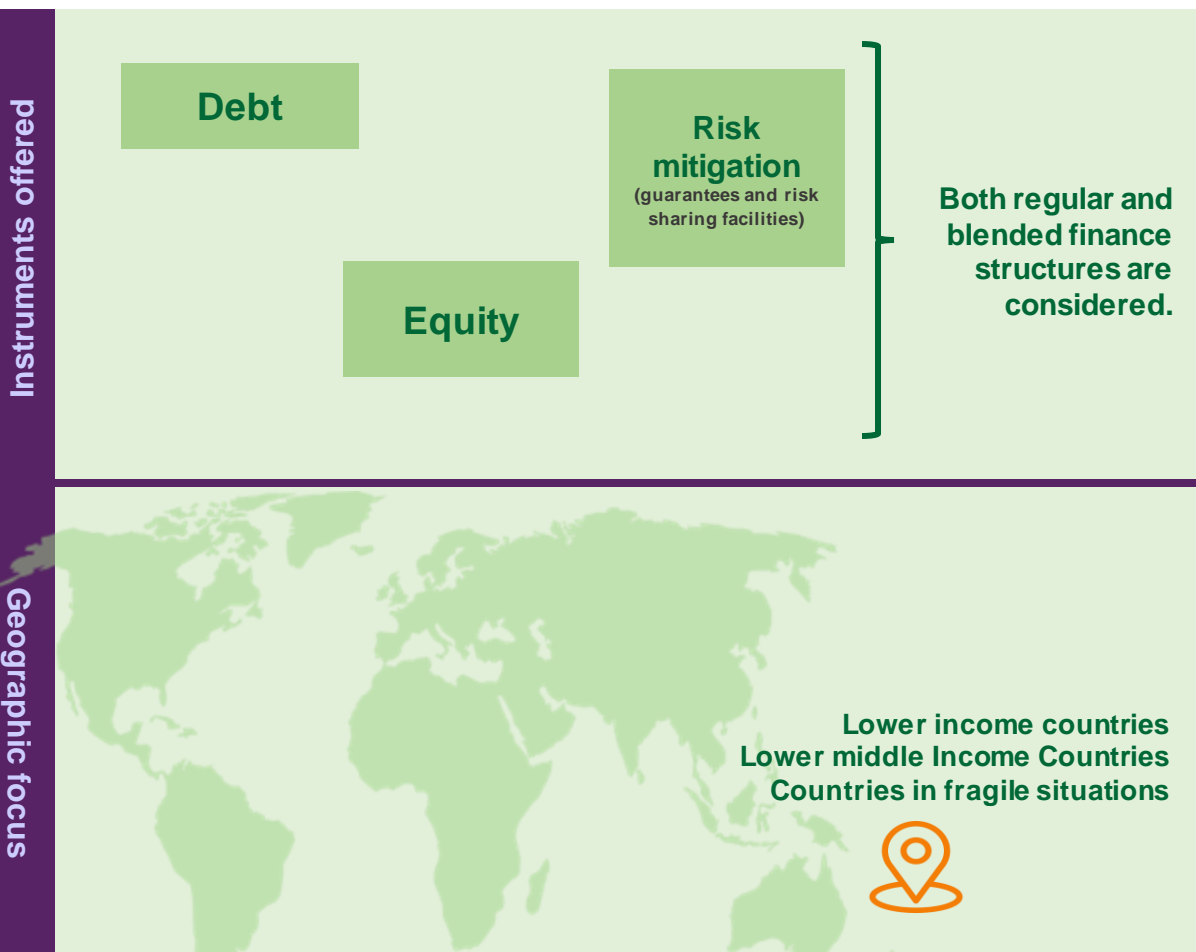 Instruments offered
Debt
Equity
Risk
mitigation
(guarantees and risk
sharing facilities)
Both regular and
blended finance
structures are
considered.
Geographic focus
Lower income countries
Lower middle Income Countries
Countries in fragile situations